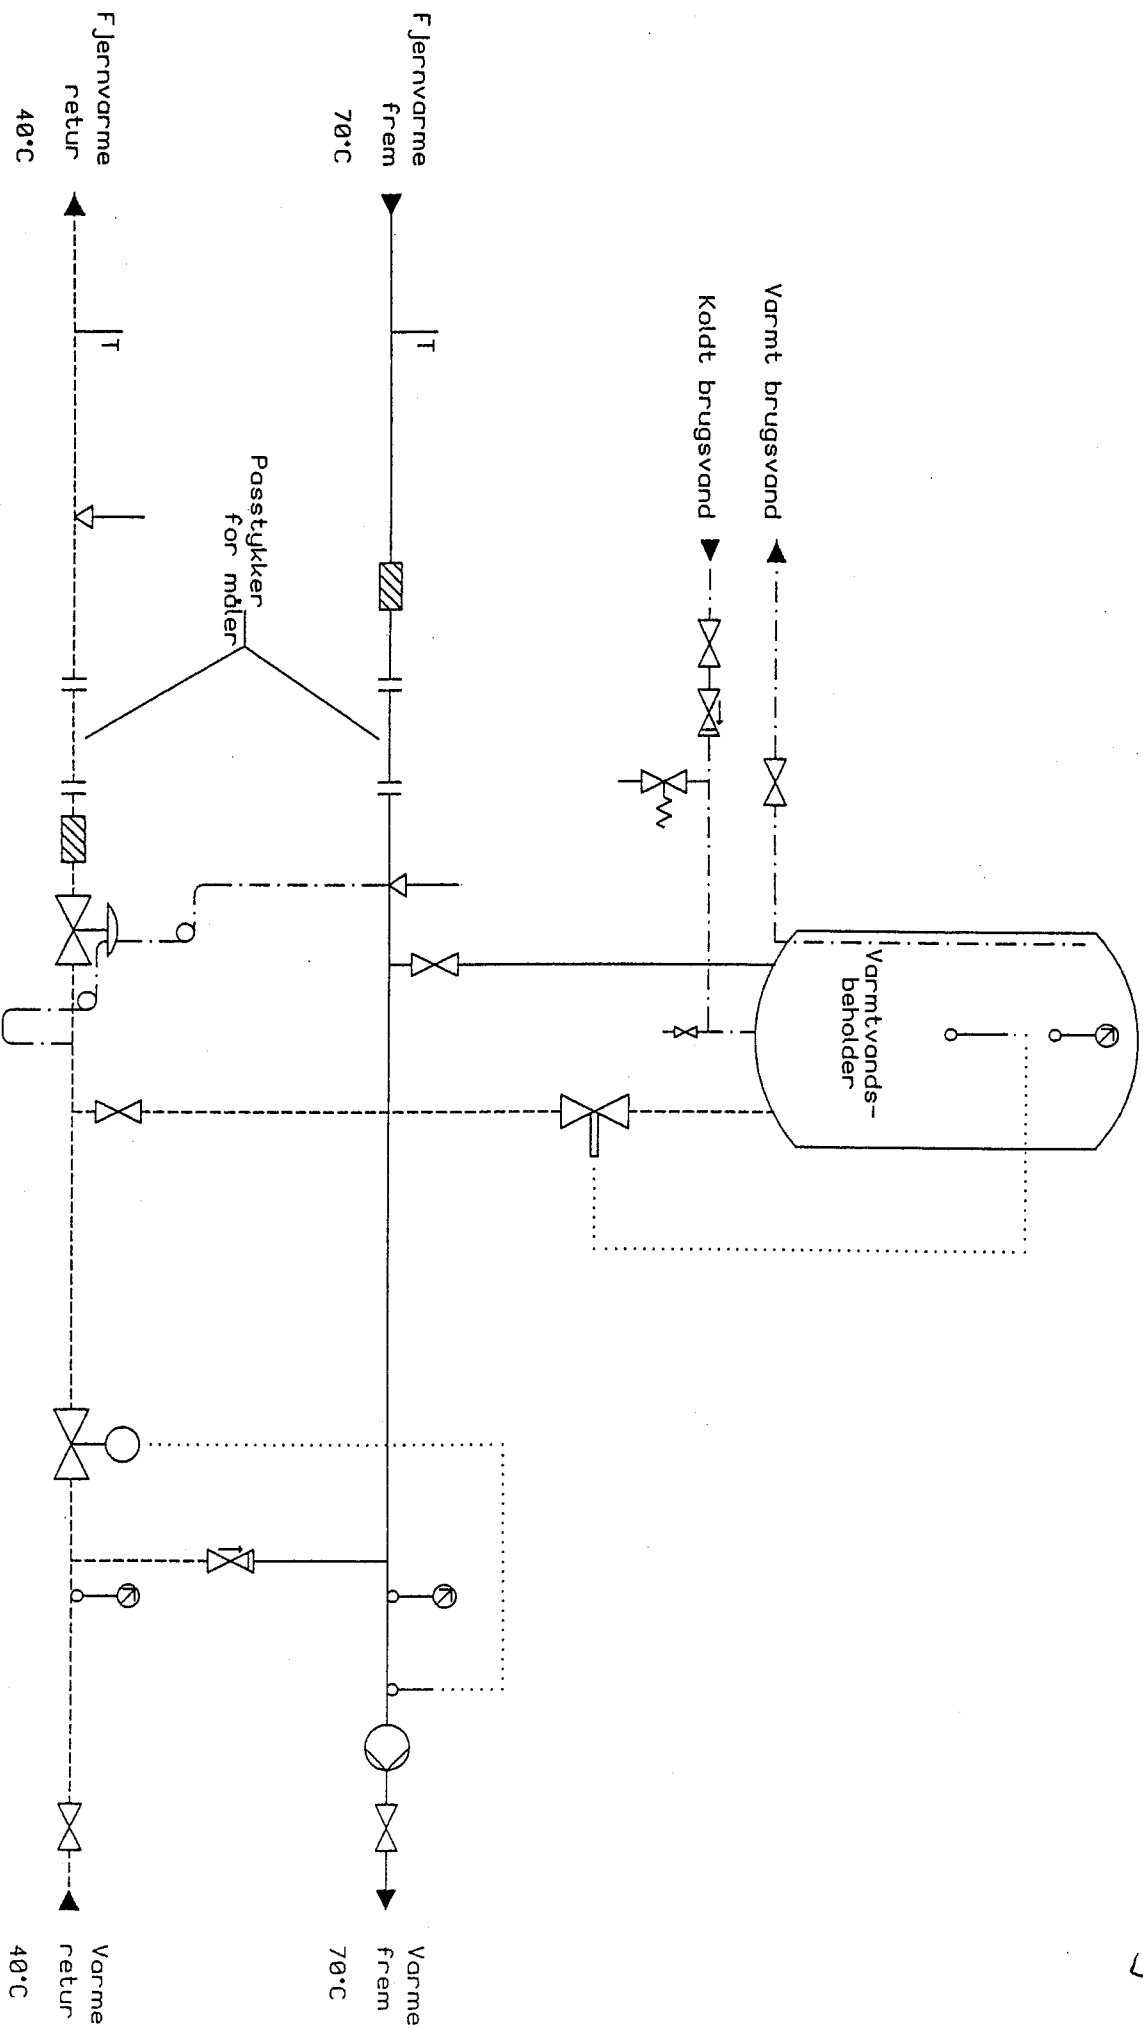 Varmtvands-
beholder
Varmt brugsvand
Koldt brugsvand
Fjernvarme
frem
70°C
Passtykker
for måler
Fjernvarme
retur
40°C
T
T
Varme
frem
70°C
Varme
retur
40°C